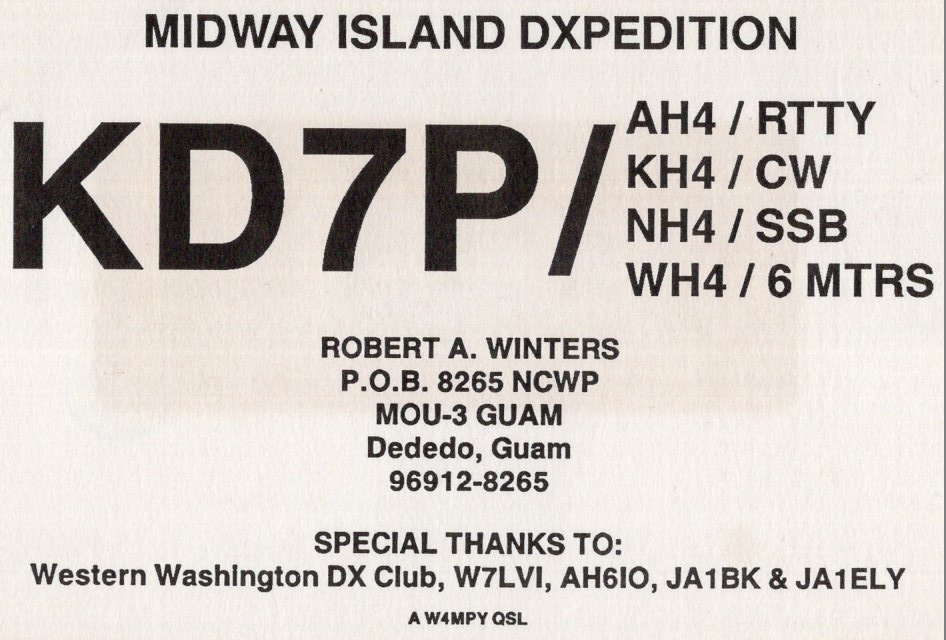 MIDWAY ISLAND DXPEDITION
KD7P/
AH4 / RTTY
KH4 / CW
NH4 / SSB
WH4 / 6 MTRS
ROBERT A. WINTERS
P.O.B. 8265 NCWP
MOU-3 GUAM
Dededo, Guam
96912-8265
SPECIAL THANKS TO:
Western Washington DX Club, W7LVI, AH6IO, JA1BK & JA1ELY
A W4MPY QSL